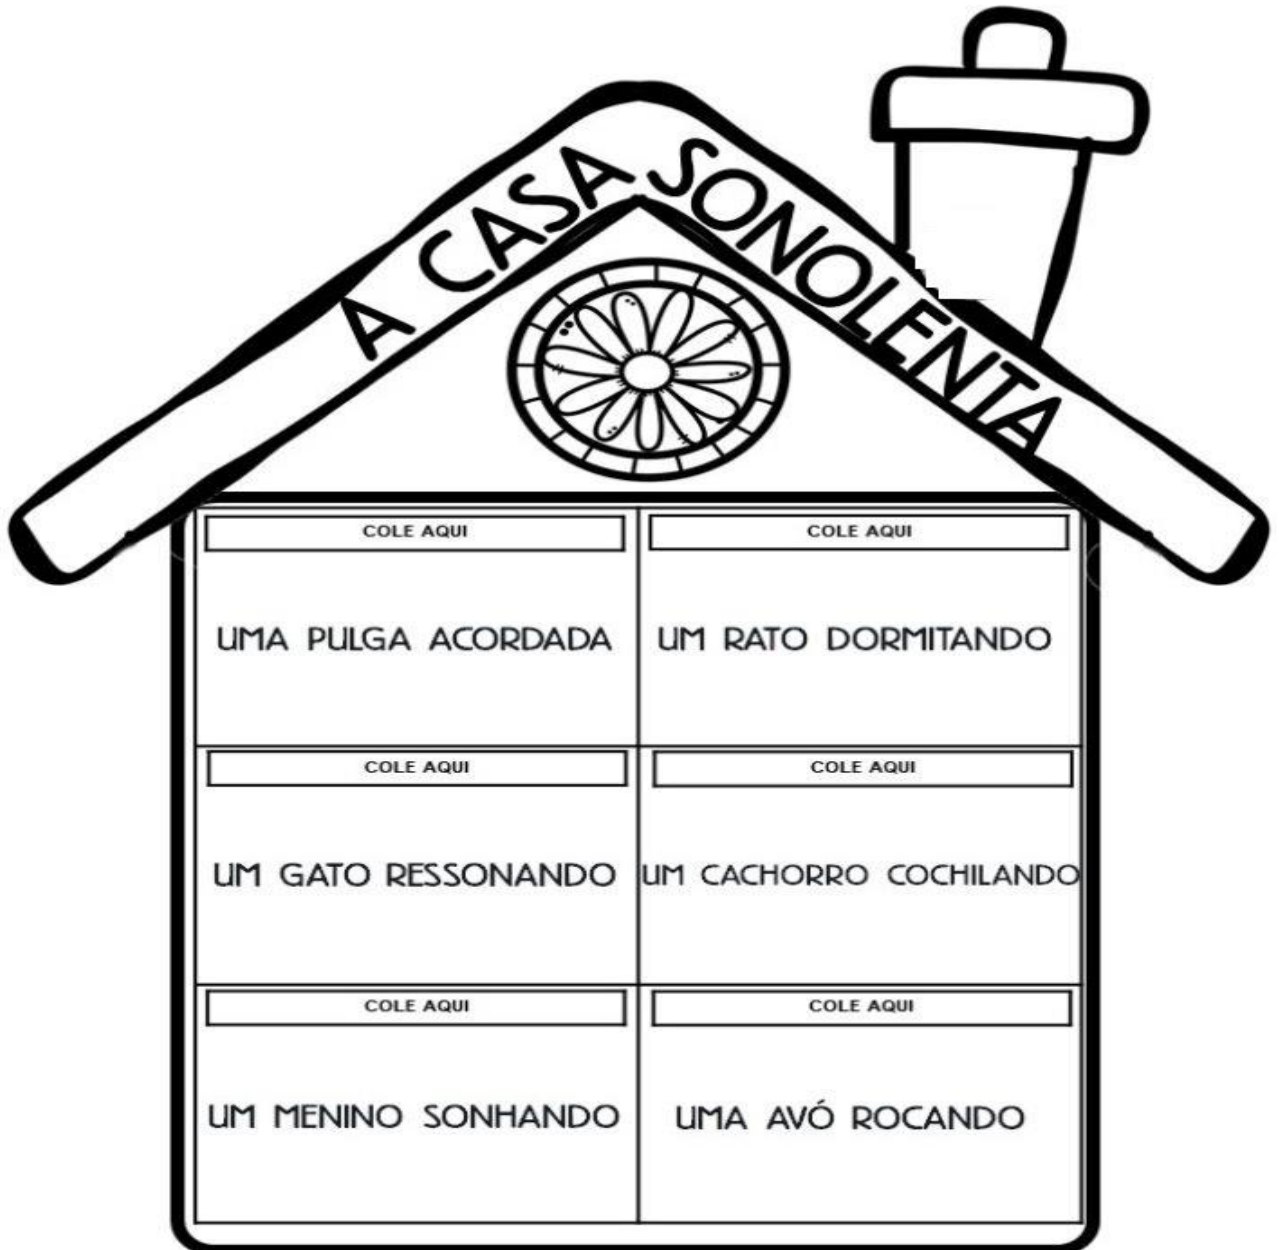 A CASA SONOLENTA
COLE AQUI
COLE AQUI
UMA PULGA ACORDADA
UM RATO DORMITANDO
COLE AQUI
COLE AQUI
UM GATO RESSONANDO
UM CACHORRO COCHILANDO
COLE AQUI
COLE AQUI
UM MENINO SONHANDO
UMA AVÓ ROCANDO